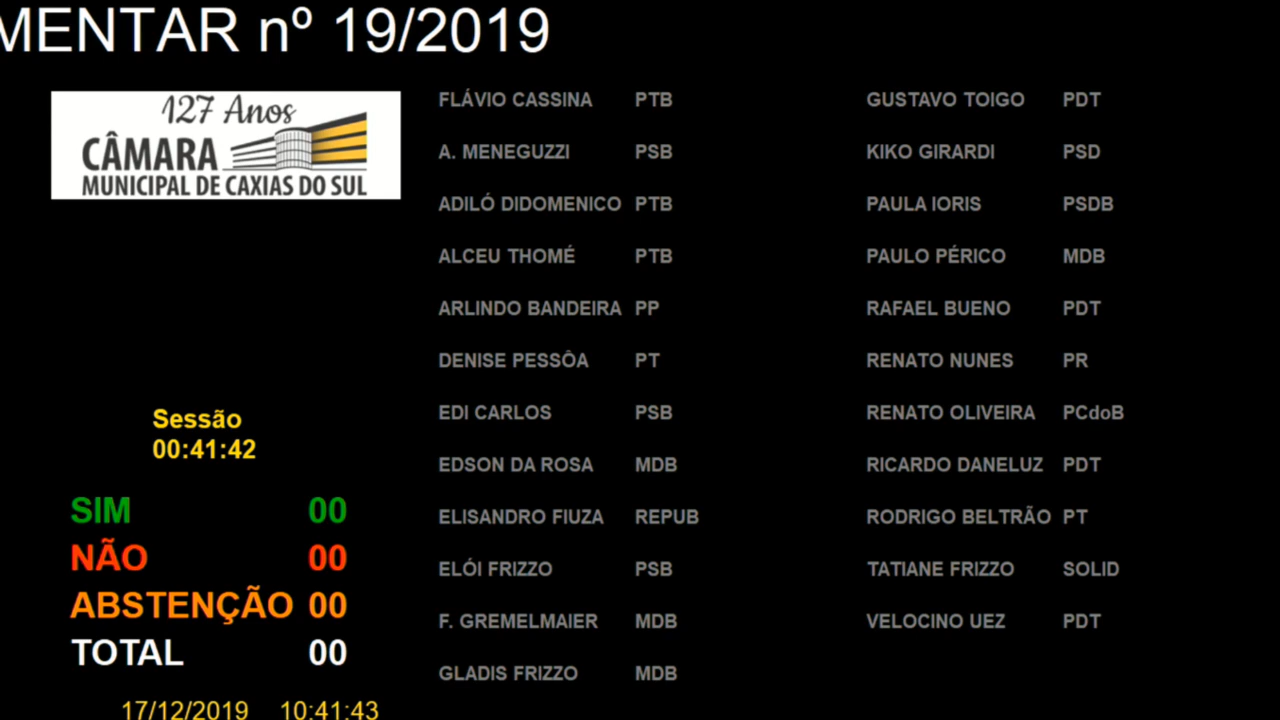 MENTAR nº 19/2019
127 Anos
CÂMARA
MUNICIPAL DE CAXIAS DO SUL
Sessão
00:41:42
SIM 00
NÃO 00
ABSTENÇÃO 00
TOTAL 00
17/12/2019 10:41:43
FLÁVIO CASSINA PTB
A. MENEGUZZI PSB
ADILÓ DIDOMENICO PTB
ALCEU THOMÉ PTB
ARLINDO BANDEIRA PP
DENISE PESSÔA PT
EDI CARLOS PSB
EDSON DA ROSA MDB
ELISANDRO FIUZA REPUB
ELÓI FRIZZO PSB
F. GREMELMAIER MDB
GLADIS FRIZZO MDB
GUSTAVO TOIGO PDT
KIKO GIRARDI PSD
PAULA IORIS PSDB
PAULO PÉRICO MDB
RAFAEL BUENO PDT
RENATO NUNES PR
RENATO OLIVEIRA PCdoB
RICARDO DANELUZ PDT
RODRIGO BELTRÃO PT
TATIANE FRIZZO SOLID
VELOCINO UEZ PDT